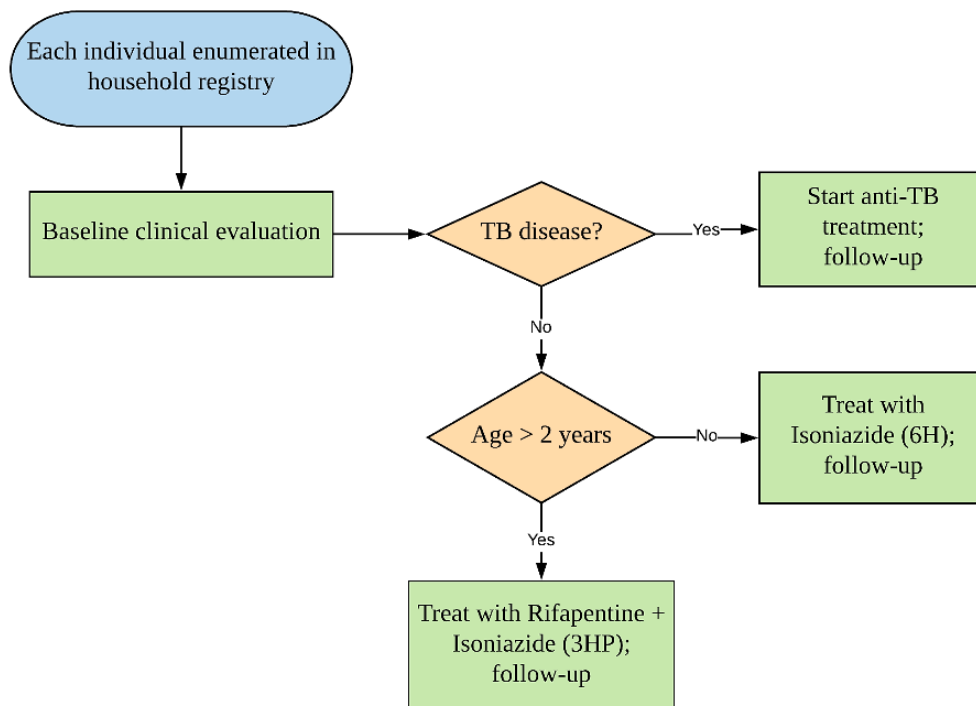 Each individual enumerated in
household registry
Baseline clinical evaluation
TB disease?
Yes
Start anti-TB
treatment;
follow-up
No
Age > 2 years
No
Treat with
Isoniazide (6H);
follow-up
Yes
Treat with Rifapentine +
Isoniazide (3HP);
follow-up